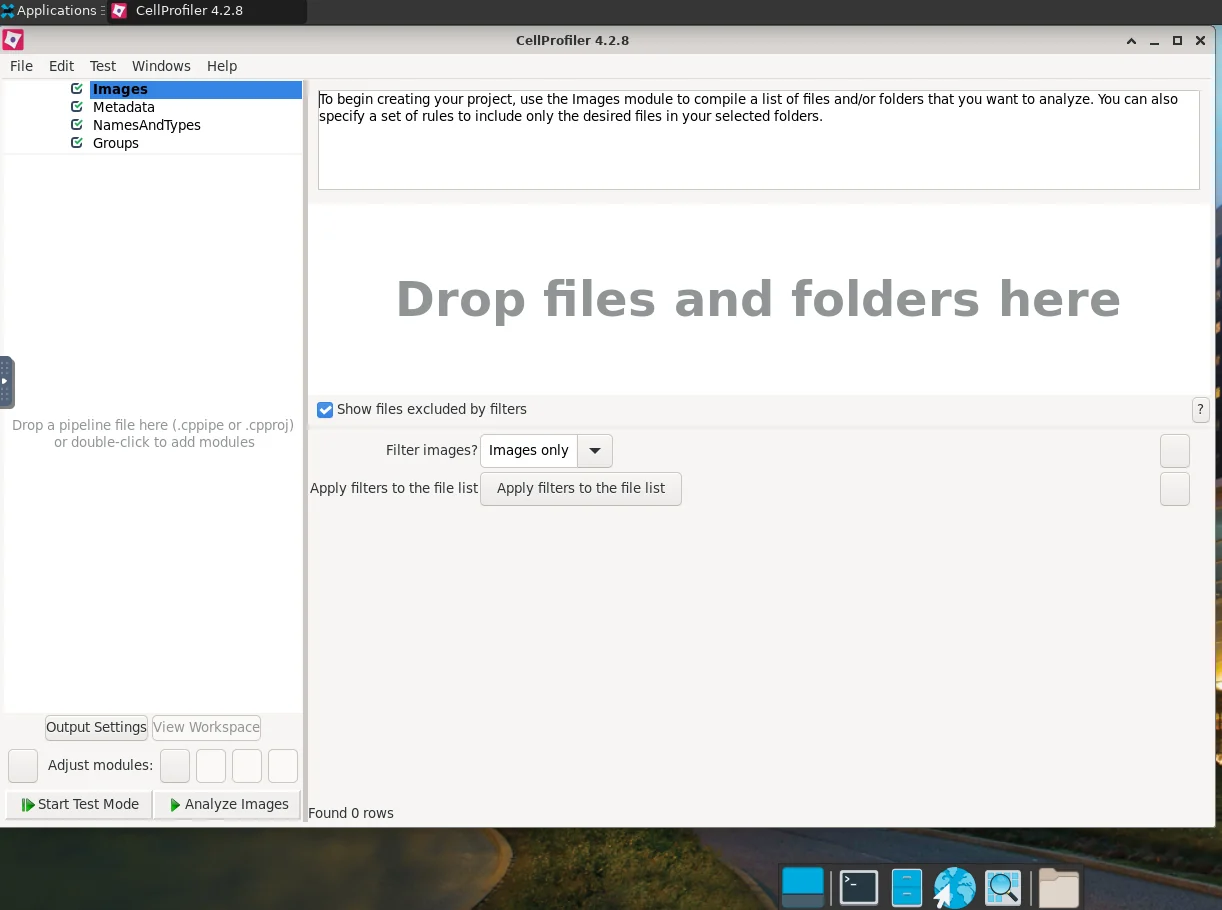 Applications
CellProfiler 4.2.8
CellProfiler 4.2.8
File Edit Test Windows Help
Images
Metadata
NamesAndTypes
Groups
To begin creating your project, use the Images module to compile a list of files and/or folders that you want to analyze. You can also
specify a set of rules to include only the desired files in your selected folders.
Drop files and folders here
Show files excluded by filters
?
Filter images? Images only
Apply filters to the file list Apply filters to the file list
Drop a pipeline file here (.cppipe or .cpproj)
or double-click to add modules
Output Settings View Workspace
Adjust modules:
Start Test Mode Analyze Images
Found 0 rows